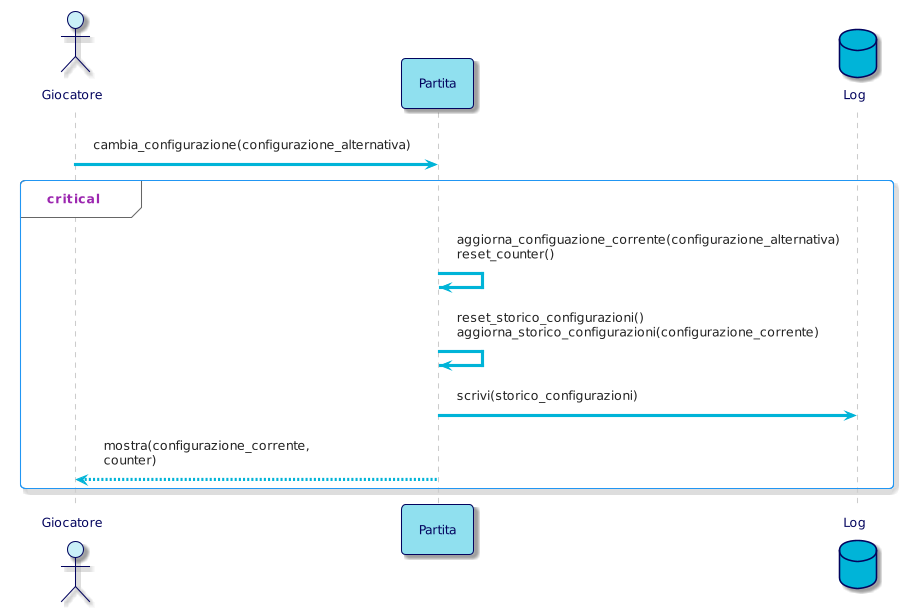 Giocatore
Partita
Log
cambia_configurazione(configurazione_alternativa)
critical
aggiorna_configuazione_corrente(configurazione_alternativa)
reset_counter()
reset_storico_configurazioni()
aggiorna_storico_configurazioni(configurazione_corrente)
scrivi(storico_configurazioni)
mostra(configurazione_corrente,
counter)
Giocatore
Partita
Log